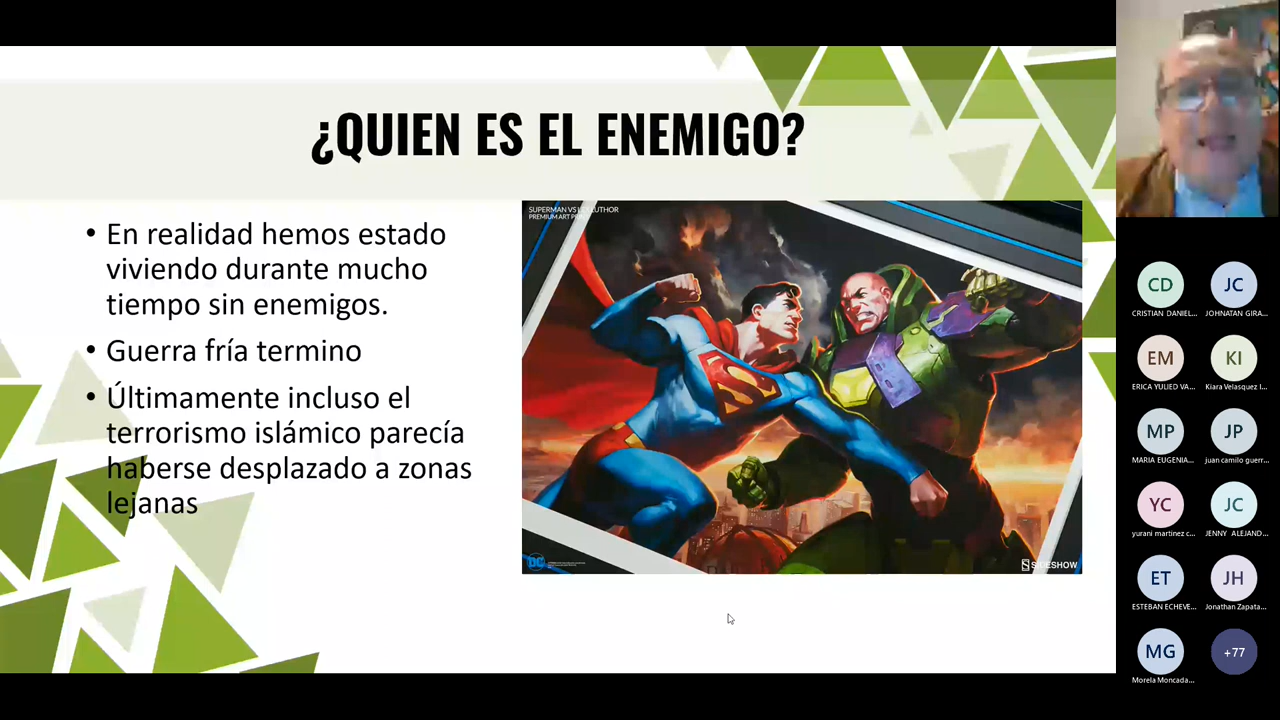 ¿QUIEN ES EL ENEMIGO?
• En realidad hemos estado
viviendo durante mucho
tiempo sin enemigos.
• Guerra fría termino
• Últimamente incluso el
terrorismo islámico parecía
haberse desplazado a zonas
lejanas
SUPERMAN VS LEX LUTHOR
PREMIUM ART PRINT
DC
SIDESHOW
CD
JC
CRISTIAN DANIEL...
JOHNATAN GIRA...
EM
KI
ERICA YULIED VA...
Kiara Velasquez I...
MP
JP
MARIA EUGENIA...
juan camilo guerr...
YC
JC
yurani martinez c...
JENNY ALEJAND...
ET
JH
ESTEBAN ECHEVE...
Jonathan Zapata...
MG
+77
Morela Moncada...